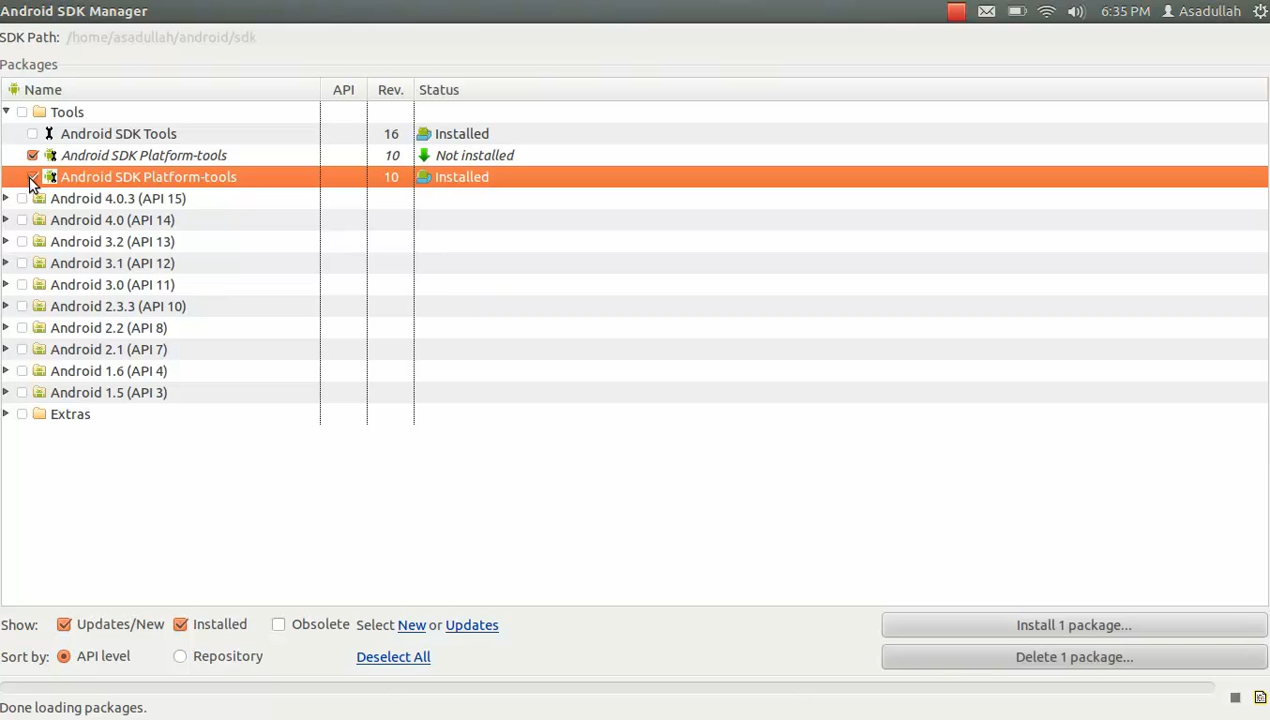 Android SDK Manager 6:35 PM Asadullah
SDK Path: /home/asadullah/android/sdk
Packages
Name API Rev. Status
Tools
Android SDK Tools 16 Installed
Android SDK Platform-tools 10 Not installed
Android SDK Platform-tools 10 Installed
Android 4.0.3 (API 15)
Android 4.0 (API 14)
Android 3.2 (API 13)
Android 3.1 (API 12)
Android 3.0 (API 11)
Android 2.3.3 (API 10)
Android 2.2 (API 8)
Android 2.1 (API 7)
Android 1.6 (API 4)
Android 1.5 (API 3)
Extras
Show: Updates/New Installed Obsolete Select New or Updates Install 1 package...
Sort by: API level Repository Deselect All Delete 1 package...
Done loading packages.